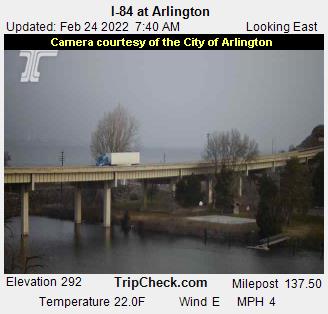 I-84 at Arlington
Updated: Feb 24 2022 7:40 AM Looking East
Camera courtesy of the City of Arlington
Elevation 292 TripCheck.com Milepost 137.50
Temperature 22.0F Wind E MPH 4